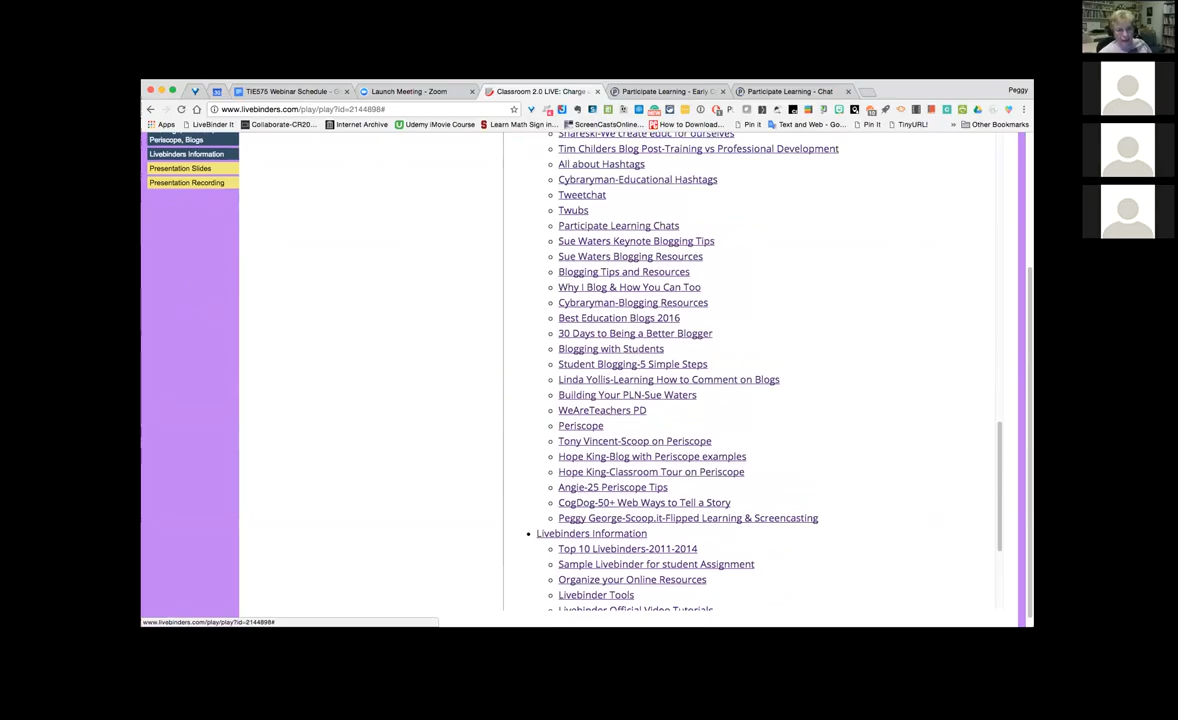 TIE575 Webinar Schedule - G
Launch Meeting - Zoom
Classroom 2.0 LIVE: Charge
Participate Learning - Early C
Participate Learning - Chat
Peggy
www.livebinders.com/play/play?id=2144898#
Apps
LiveBinder It
Collaborate-CR20...
Internet Archive
Udemy iMovie Course
Learn Math Sign in...
ScreenCastsOnline...
How to Download...
Pin it
Text and Web - Go...
Pin It
TinyURL!
Other Bookmarks
Periscope, Blogs
Livebinders Information
Presentation Slides
Presentation Recording
Shareski-We create educ for ourselves
Tim Childers Blog Post-Training vs Professional Development
All about Hashtags
Cybraryman-Educational Hashtags
Tweetchat
Twubs
Participate Learning Chats
Sue Waters Keynote Blogging Tips
Sue Waters Blogging Resources
Blogging Tips and Resources
Why I Blog & How You Can Too
Cybraryman-Blogging Resources
Best Education Blogs 2016
30 Days to Being a Better Blogger
Blogging with Students
Student Blogging-5 Simple Steps
Linda Yollis-Learning How to Comment on Blogs
Building Your PLN-Sue Waters
WeAreTeachers PD
Periscope
Tony Vincent-Scoop on Periscope
Hope King-Blog with Periscope examples
Hope King-Classroom Tour on Periscope
Angie-25 Periscope Tips
CogDog-50+ Web Ways to Tell a Story
Peggy George-Scoop.it-Flipped Learning & Screencasting
Livebinders Information
Top 10 Livebinders-2011-2014
Sample Livebinder for student Assignment
Organize your Online Resources
Livebinder Tools
Livebinder Official Video Tutorials
www.livebinders.com/play/play?id=2144898#